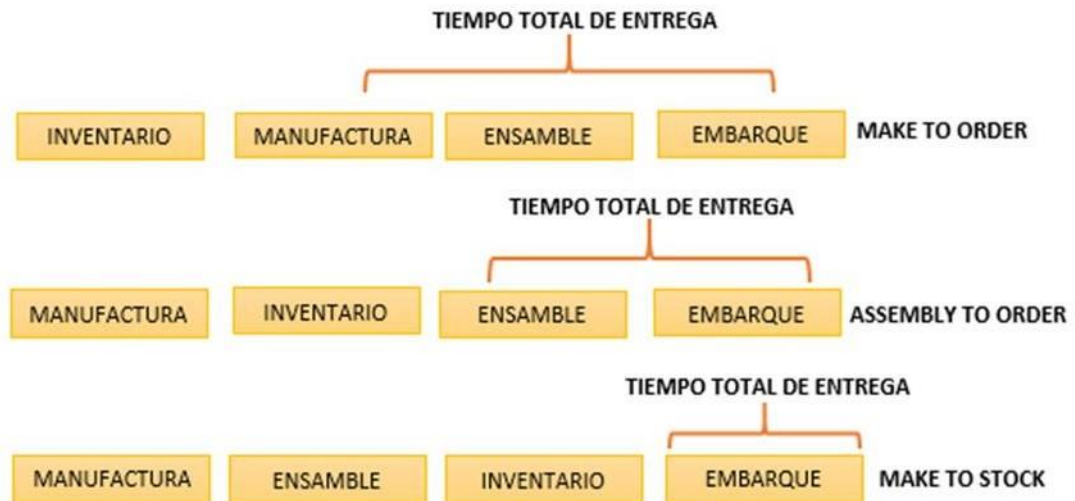 TIEMPO TOTAL DE ENTREGA
INVENTARIO MANUFACTURA ENSAMBLE EMBARQUE MAKE TO ORDER
TIEMPO TOTAL DE ENTREGA
MANUFACTURA INVENTARIO ENSAMBLE EMBARQUE ASSEMBLY TO ORDER
TIEMPO TOTAL DE ENTREGA
MANUFACTURA ENSAMBLE INVENTARIO EMBARQUE MAKE TO STOCK